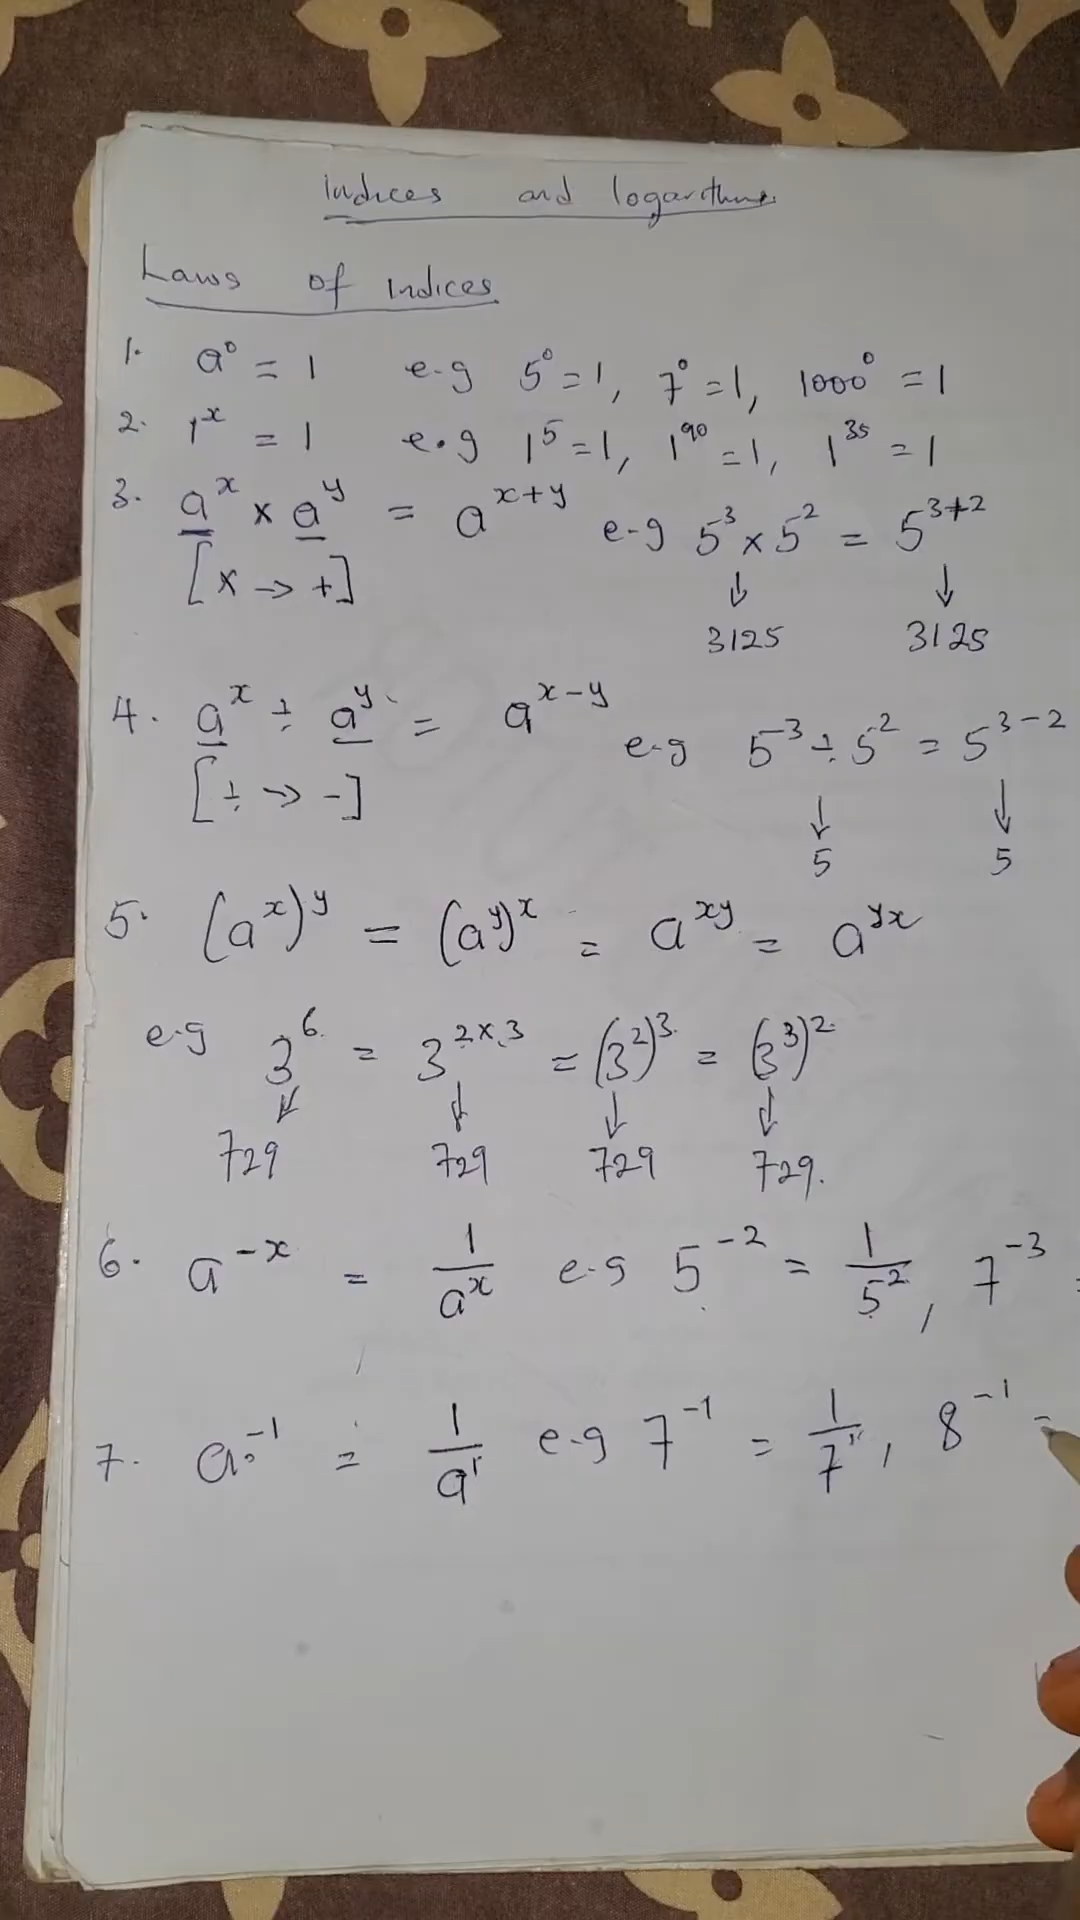 Indices and logarithms
Laws of Indices
1. a⁰ = 1 e-g 5⁰ = 1, 7⁰ = 1, 1000⁰ = 1
2. 1ˣ = 1 e.g 1⁵ = 1, 1⁹⁰ = 1, 1³⁵ = 1
3. aˣ × aʸ = aˣ⁺ʸ e-g 5³ × 5² = 5³⁺²
[× → +] ↓ ↓
3125 3125
4. aˣ ÷ aʸ = aˣ⁻ʸ e-g 5³ ÷ 5² = 5³⁻²
[÷ → -] ↓ ↓
5 5
5. (aˣ)ʸ = (aʸ)ˣ = aˣʸ = aʸˣ
e-g 3⁶ = 3^(2×3) = (3²)³ = (3³)²
↓ ↓ ↓ ↓
729 729 729 729.
6. a⁻ˣ = 1/aˣ e-g 5⁻² = 1/5², 7⁻³ =
7. a⁻¹ = 1/a¹ e-g 7⁻¹ = 1/7¹, 8⁻¹ =